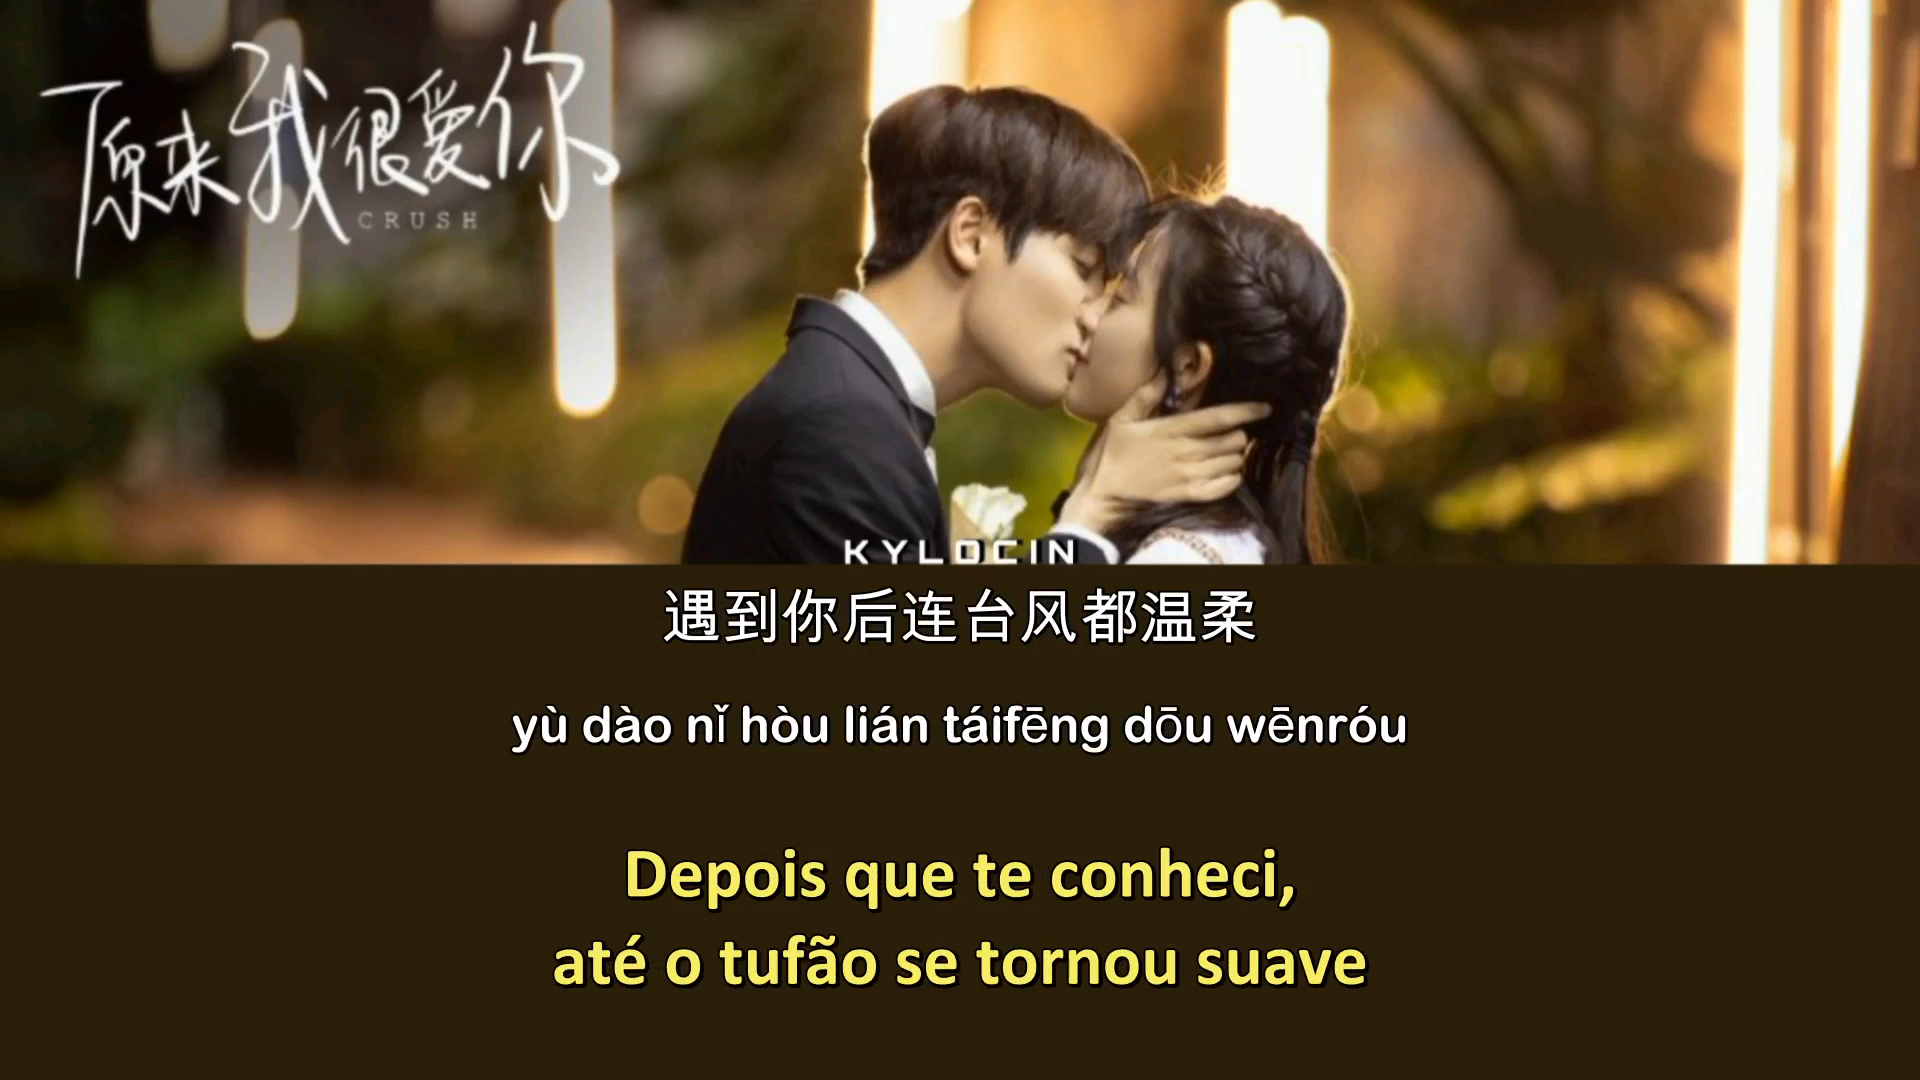 原来我很爱你
CRUSH
KYLOCIN
遇到你后连台风都温柔
yù dào nǐ hòu lián táifēng dōu wēnróu
Depois que te conheci,
até o tufão se tornou suave